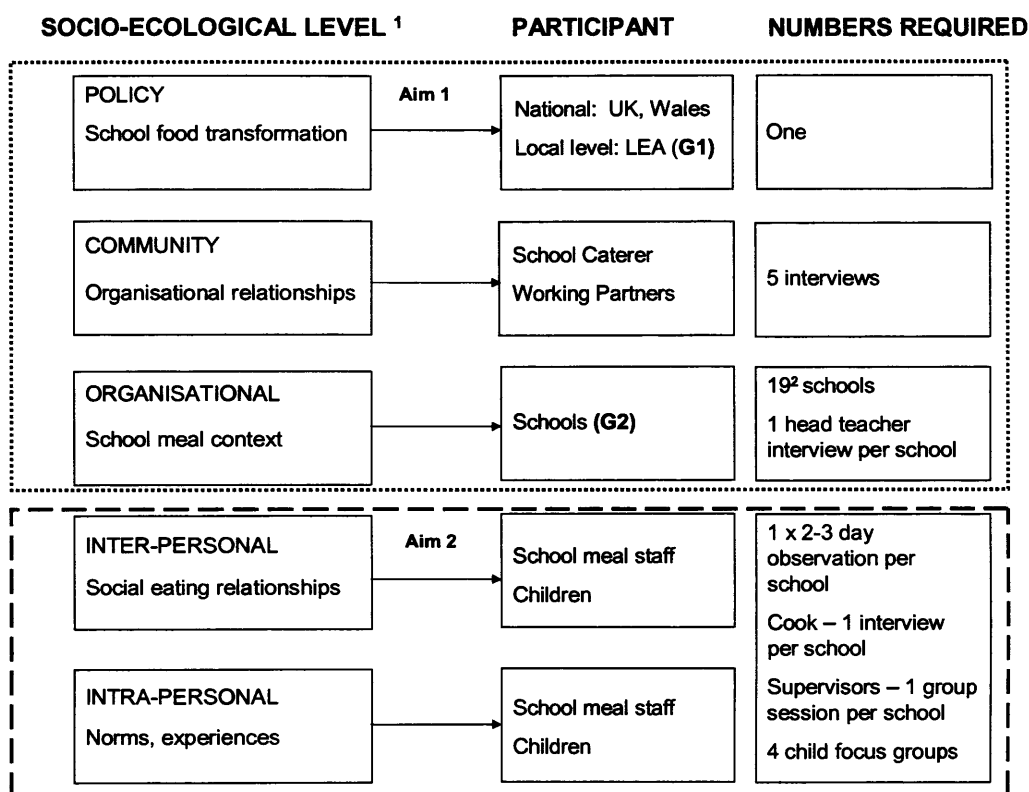 SOCIO-ECOLOGICAL LEVEL ¹ PARTICIPANT NUMBERS REQUIRED
POLICY
School food transformation
Aim 1
National: UK, Wales
Local level: LEA (G1)
One
COMMUNITY
Organisational relationships
School Caterer
Working Partners
5 interviews
ORGANISATIONAL
School meal context
Schools (G2)
19² schools
1 head teacher
interview per school
INTER-PERSONAL
Social eating relationships
Aim 2
School meal staff
Children
1 x 2-3 day
observation per
school
Cook – 1 interview
per school
Supervisors – 1 group
session per school
4 child focus groups
INTRA-PERSONAL
Norms, experiences
School meal staff
Children